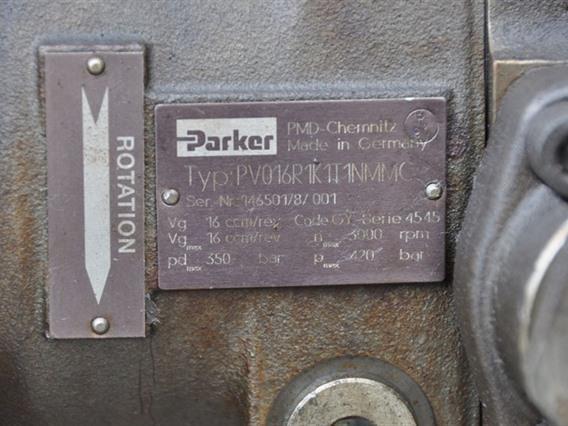 ROTATION
Parker
PMD-Chemnitz
Made in Germany
Typ: PV016R1K1T1NMMC
Ser.-Nr.: 146501/8/ 001
Vg 16 ccm/rev Code GY-Serie 4545
Vg max 16 ccm/rev n max 3000 rpm
pd 350 bar p max 420 bar